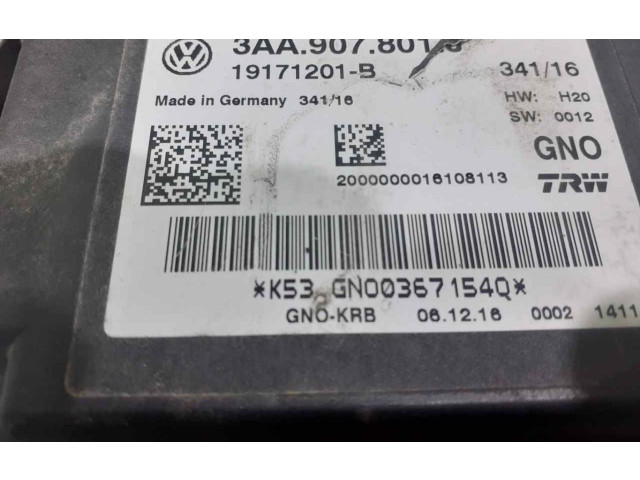 3AA.907.801.
19171201-B
341/16
Made in Germany 341/16
HW: H20
SW: 0012
GNO
2000000016108113
TRW
*K53 GNO0367154Q*
GNO-KRB 06.12.16 0002 1411